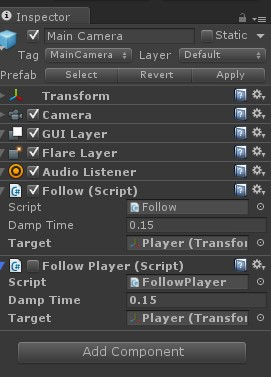 Inspector
Main Camera Static
Tag MainCamera Layer Default
Prefab Select Revert Apply
Transform
Camera
GUI Layer
Flare Layer
Audio Listener
Follow (Script)
Script Follow
Damp Time 0.15
Target Player (Transfor
Follow Player (Script)
Script FollowPlayer
Damp Time 0.15
Target Player (Transfor
Add Component